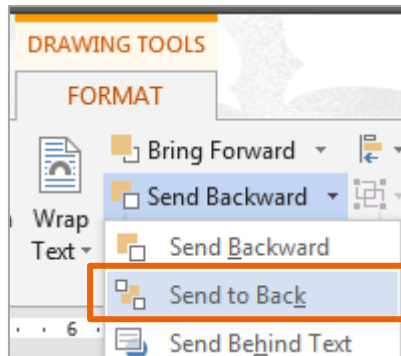 DRAWING TOOLS
FORMAT
Bring Forward
Send Backward
Wrap
Text
Send Backward
Send to Back
6
Send Behind Text